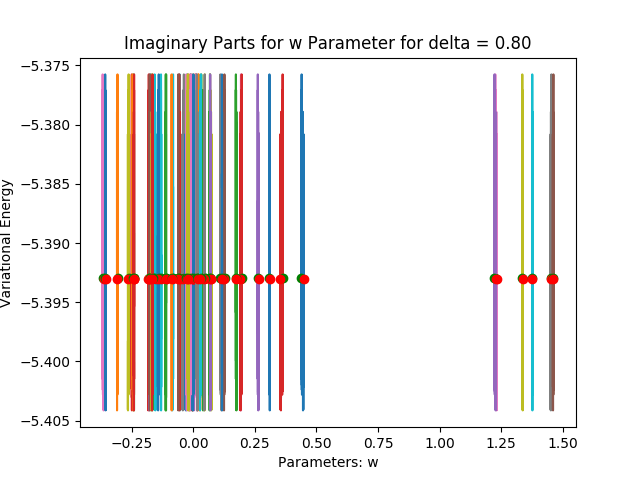 Imaginary Parts for w Parameter for delta = 0.80
Variational Energy
−5.375
−5.380
−5.385
−5.390
−5.395
−5.400
−5.405
−0.25 0.00 0.25 0.50 0.75 1.00 1.25 1.50
Parameters: w